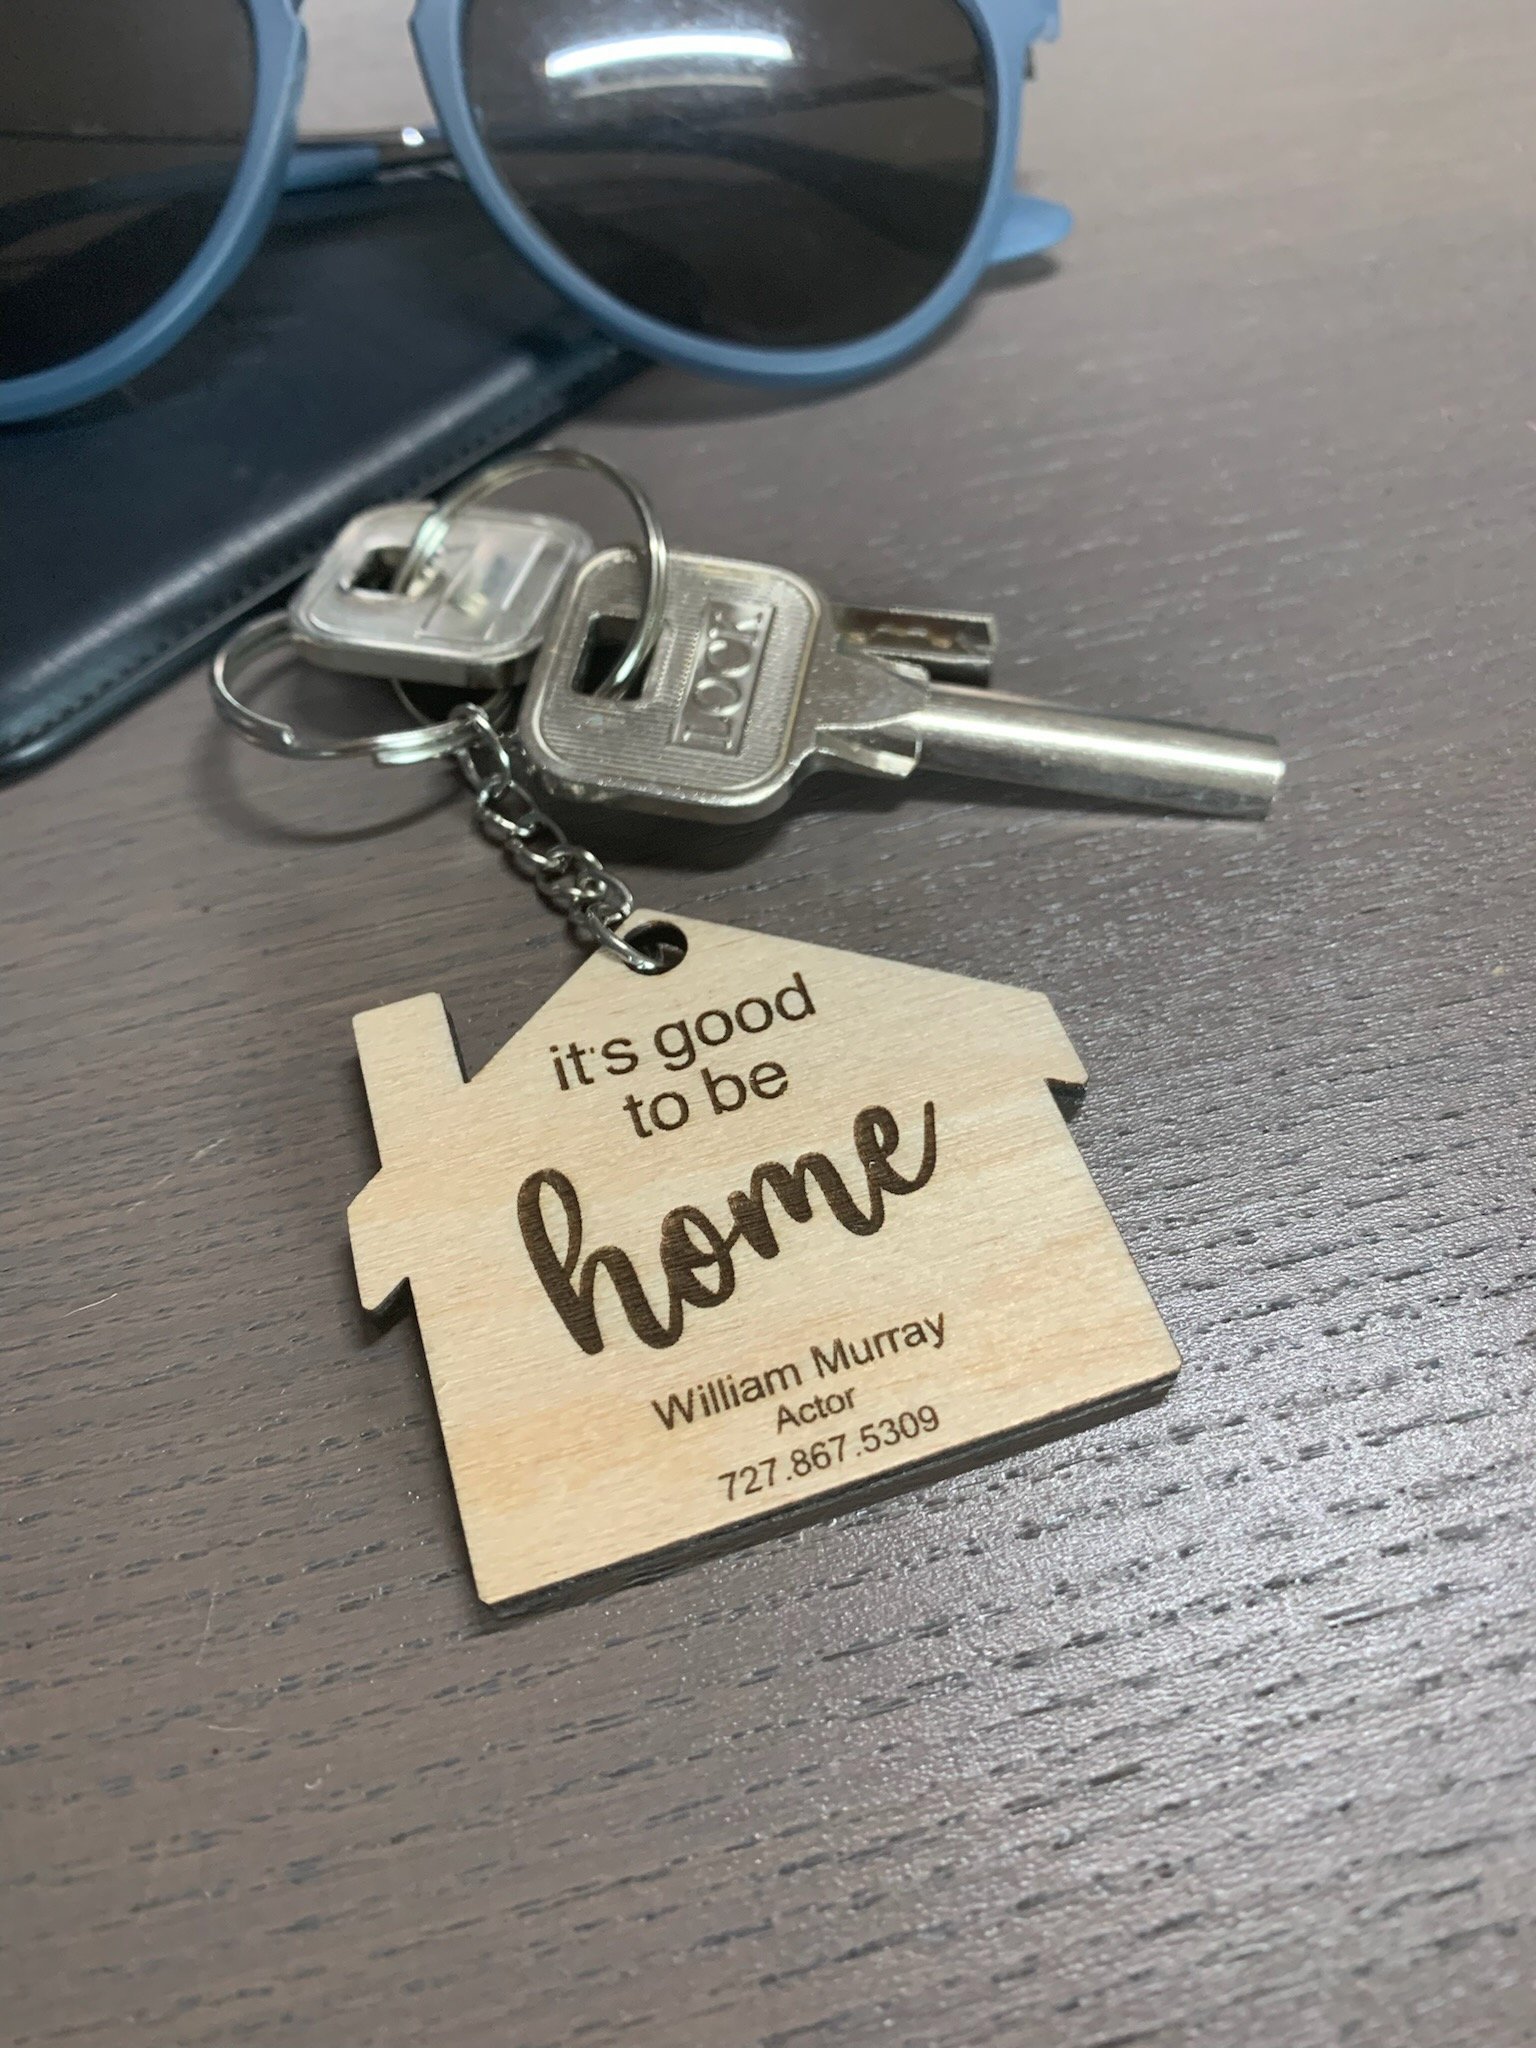 LOCK
it's good
to be
home
William Murray
Actor
727.867.5309